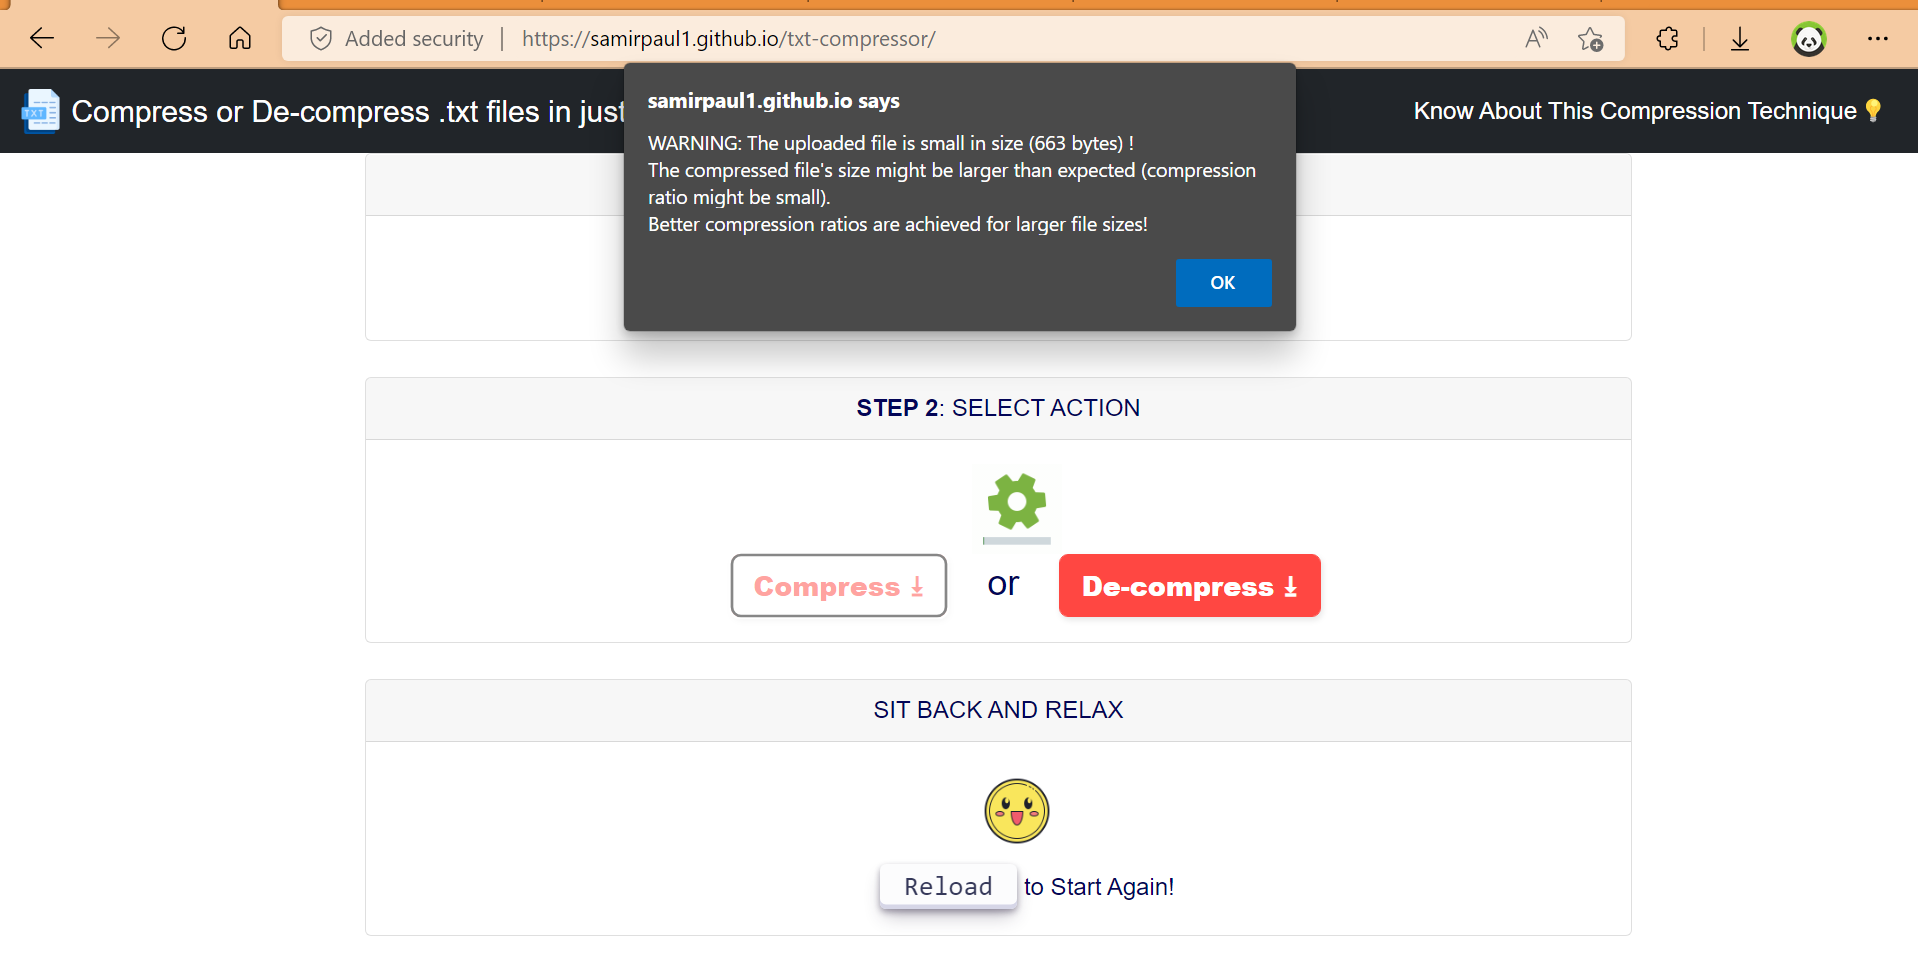 Added security
https://samirpaul1.github.io/txt-compressor/
samirpaul1.github.io says
WARNING: The uploaded file is small in size (663 bytes) !
The compressed file's size might be larger than expected (compression
ratio might be small).
Better compression ratios are achieved for larger file sizes!
OK
TXT
Compress or De-compress .txt files in just
Know About This Compression Technique
STEP 2: SELECT ACTION
Compress
or
De-compress
SIT BACK AND RELAX
Reload to Start Again!